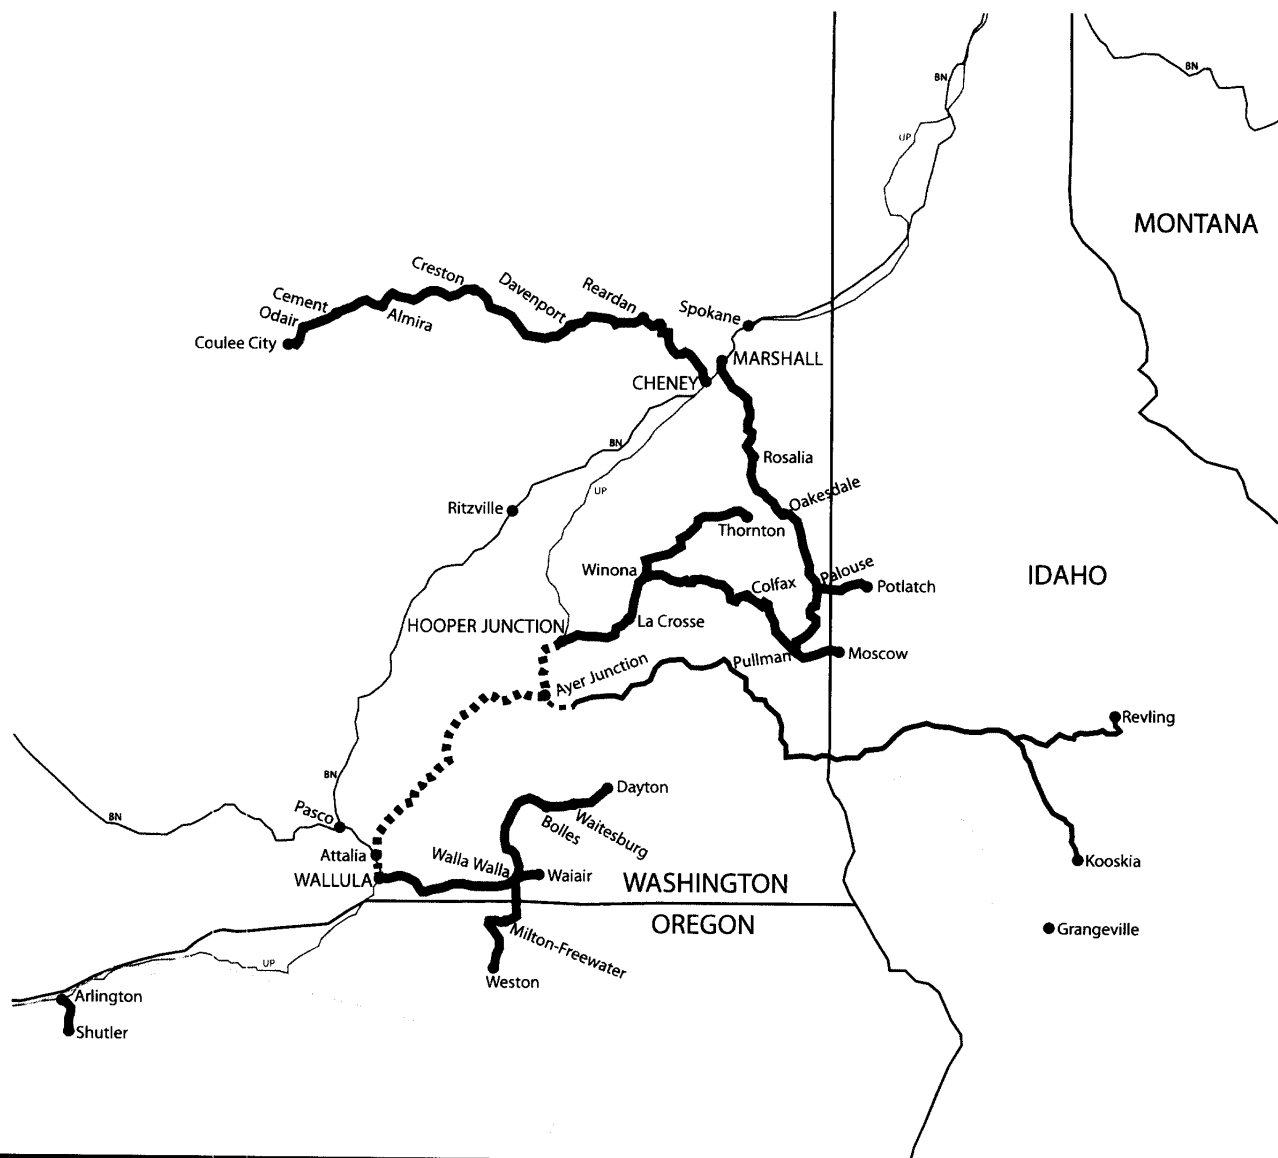 BN
BN
UP
MONTANA
Creston
Davenport
Reardan
Cement
Odair
Almira
Spokane
Coulee City
MARSHALL
CHENEY
BN
Rosalia
UP
Oakesdale
Ritzville
Thornton
Winona
Colfax
Palouse
IDAHO
Potlatch
HOOPER JUNCTION
La Crosse
Pullman
Moscow
Ayer Junction
Revling
BN
Dayton
Pasco
BN
Bolles
Waitesburg
Attalia
Walla Walla
Kooskia
WALLULA
Waiair
WASHINGTON
OREGON
Grangeville
Milton-Freewater
UP
Weston
Arlington
Shutler